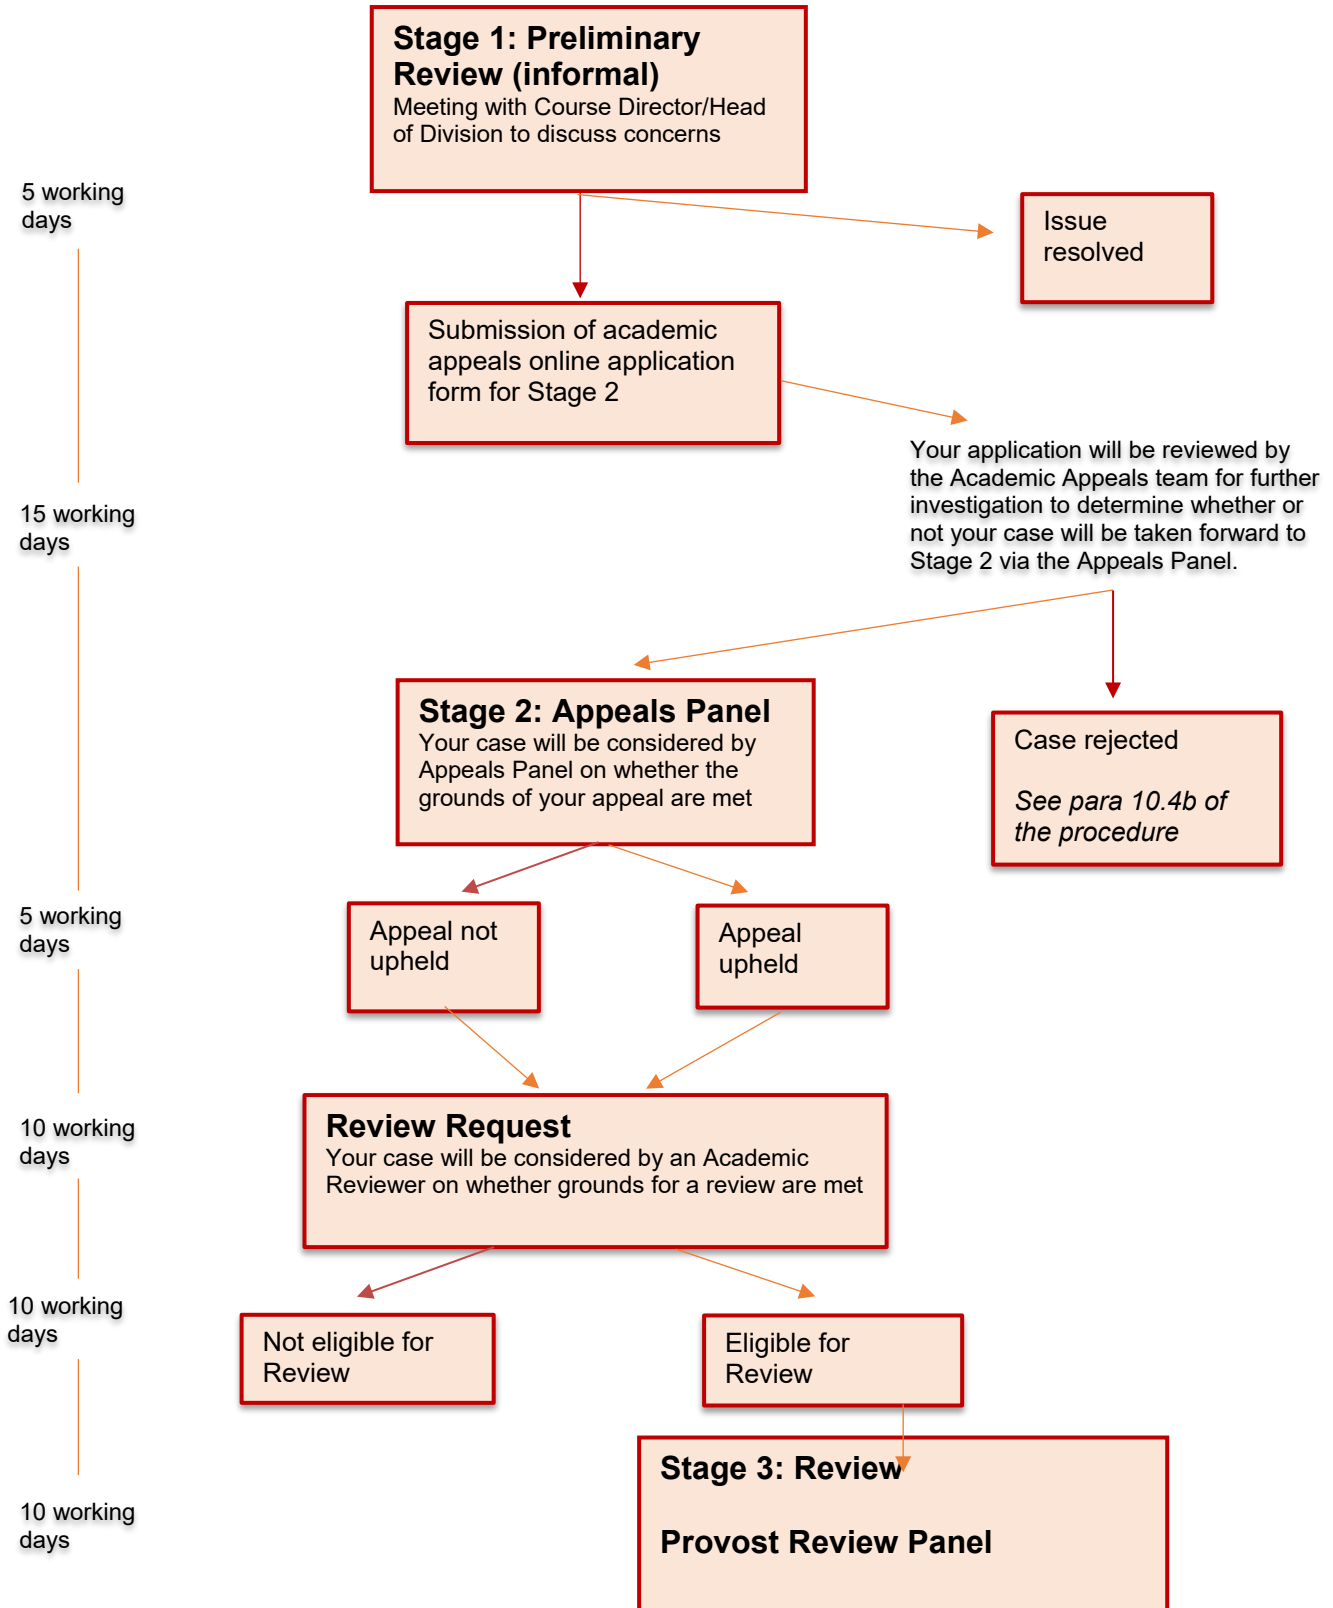 Stage 1: Preliminary
Review (informal)
Meeting with Course Director/Head
of Division to discuss concerns
5 working
days
Issue
resolved
Submission of academic
appeals online application
form for Stage 2
Your application will be reviewed by
the Academic Appeals team for further
investigation to determine whether or
not your case will be taken forward to
Stage 2 via the Appeals Panel.
15 working
days
Stage 2: Appeals Panel
Your case will be considered by
Appeals Panel on whether the
grounds of your appeal are met
Case rejected
See para 10.4b of
the procedure
5 working
days
Appeal not
upheld
Appeal
upheld
10 working
days
Review Request
Your case will be considered by an Academic
Reviewer on whether grounds for a review are met
10 working
days
Not eligible for
Review
Eligible for
Review
Stage 3: Review
Provost Review Panel
10 working
days